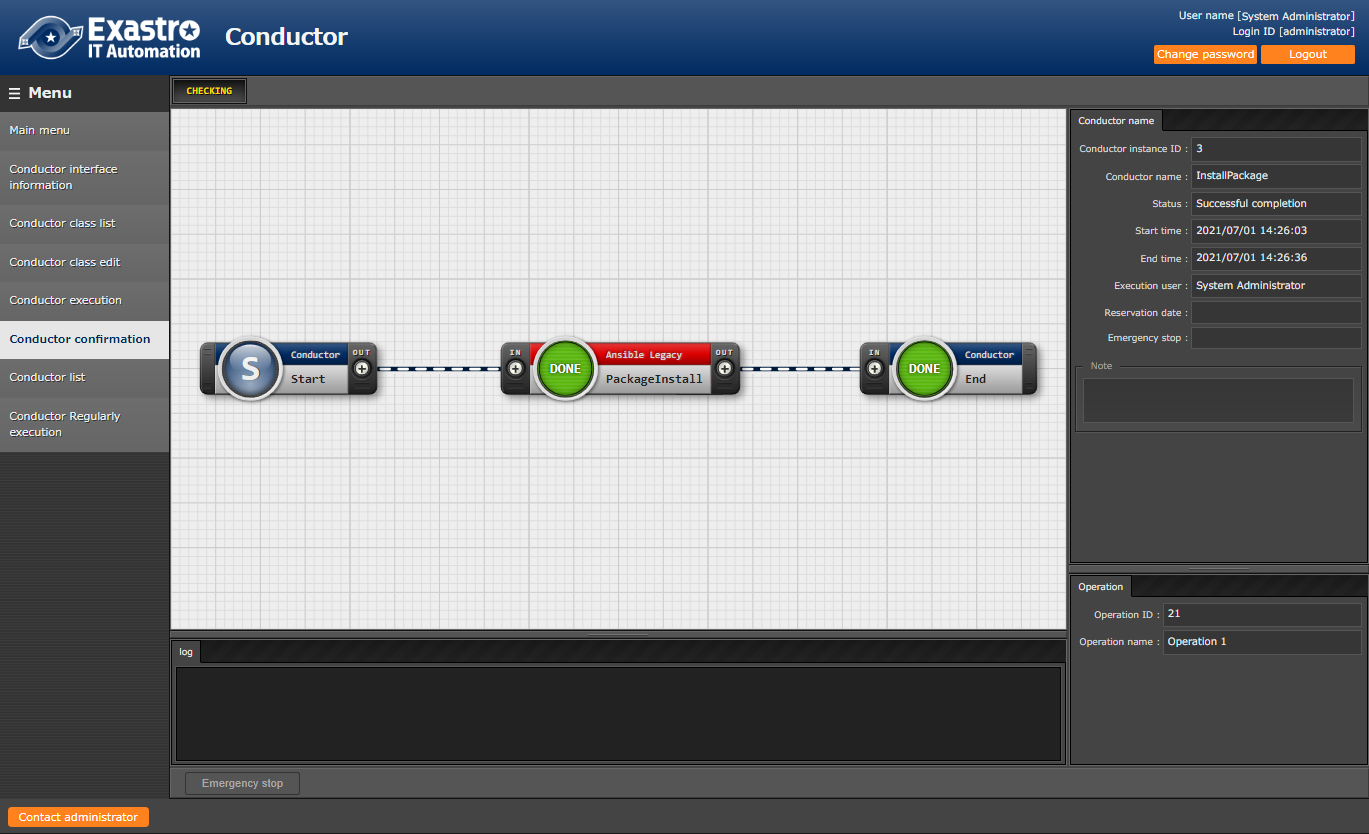 Exastro
IT Automation
Conductor
User name [System Administrator]
Login ID [administrator]
Change password
Logout
Menu
Main menu
Conductor interface
information
Conductor class list
Conductor class edit
Conductor execution
Conductor confirmation
Conductor list
Conductor Regularly
execution
CHECKING
S
Conductor
Start
OUT
IN
DONE
Ansible Legacy
PackageInstall
OUT
IN
DONE
Conductor
End
log
Emergency stop
Conductor name
Conductor instance ID : 3
Conductor name : InstallPackage
Status : Successful completion
Start time : 2021/07/01 14:26:03
End time : 2021/07/01 14:26:36
Execution user : System Administrator
Reservation date :
Emergency stop :
Note
Operation
Operation ID : 21
Operation name : Operation 1
Contact administrator